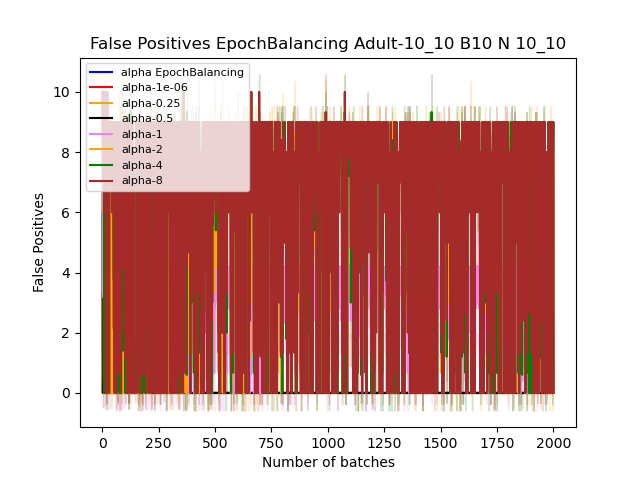 False Positives EpochBalancing Adult-10_10 B10 N 10_10
alpha EpochBalancing
alpha-1e-06
alpha-0.25
alpha-0.5
alpha-1
alpha-2
alpha-4
alpha-8
False Positives
10
8
6
4
2
0
0 250 500 750 1000 1250 1500 1750 2000
Number of batches